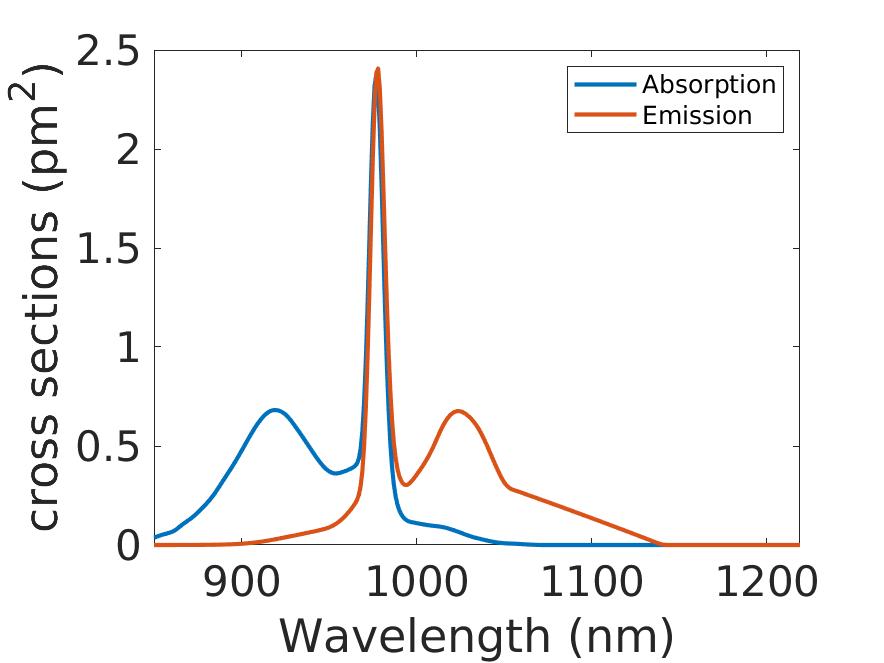 2.5
2
1.5
1
0.5
0
900
1000
1100
1200
Wavelength (nm)
cross sections (pm²)
Absorption
Emission